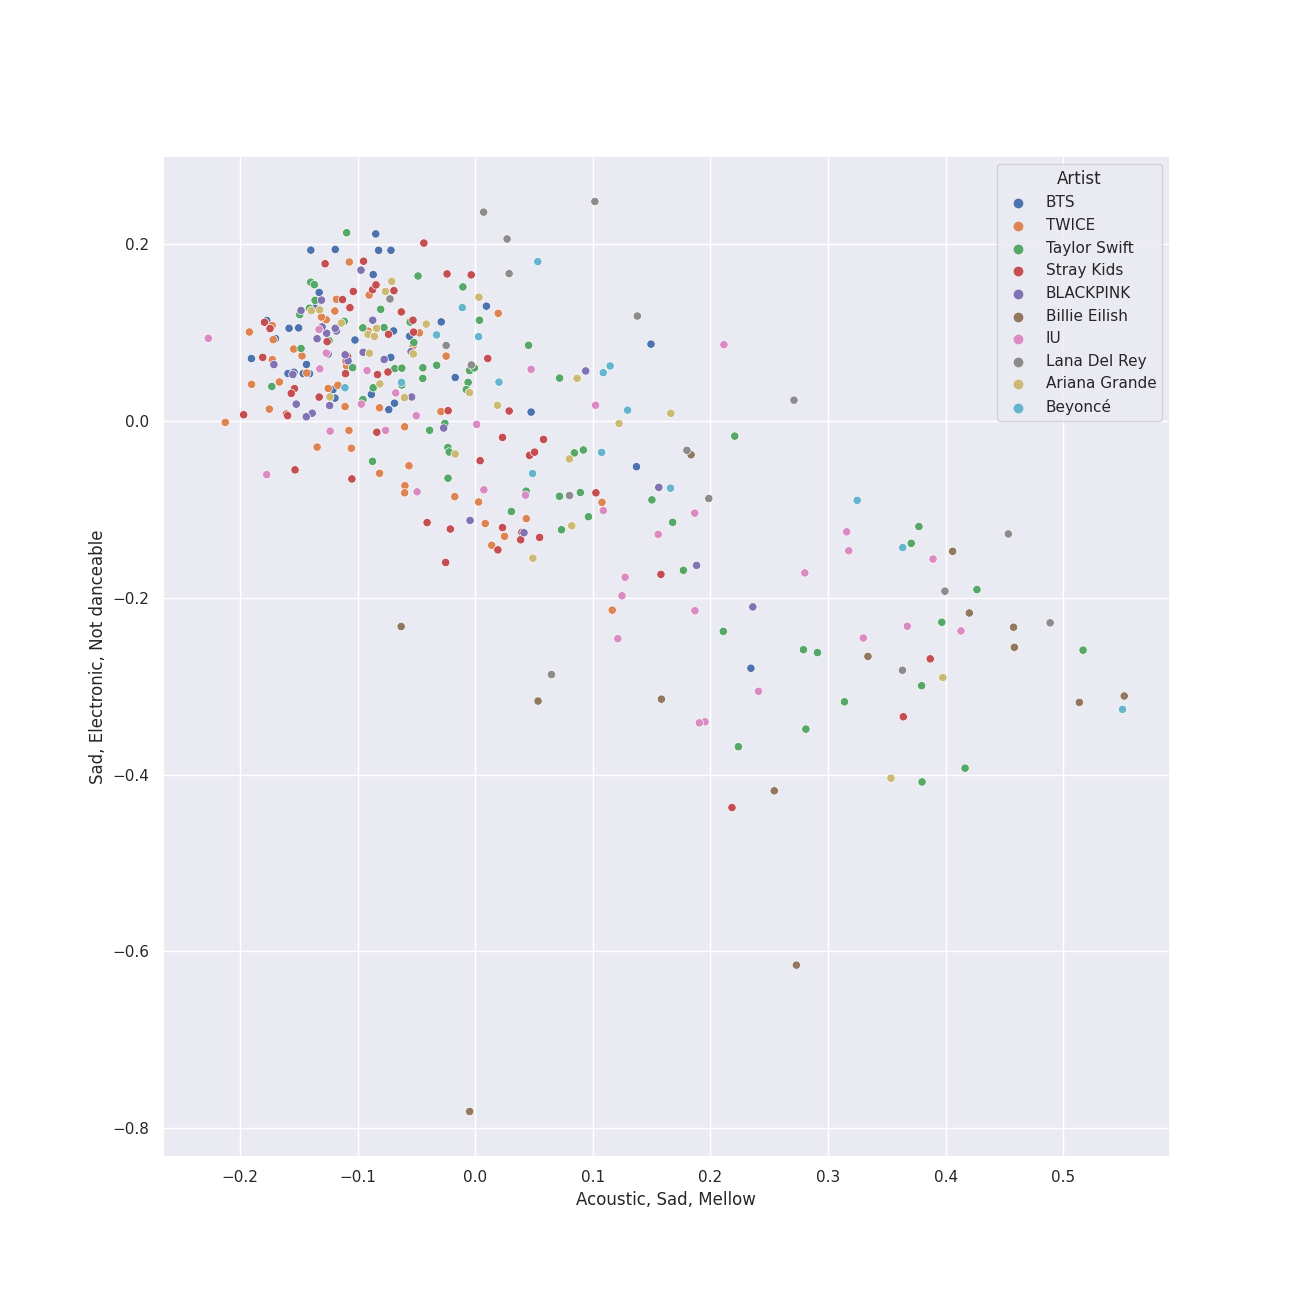 Artist
BTS
TWICE
Taylor Swift
Stray Kids
BLACKPINK
Billie Eilish
IU
Lana Del Rey
Ariana Grande
Beyoncé
Sad, Electronic, Not danceable
0.2
0.0
−0.2
−0.4
−0.6
−0.8
−0.2
−0.1
0.0
0.1
0.2
0.3
0.4
0.5
Acoustic, Sad, Mellow